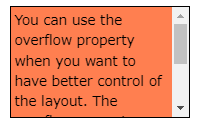 You can use the
overflow property
when you want to
have better control of
the layout. The